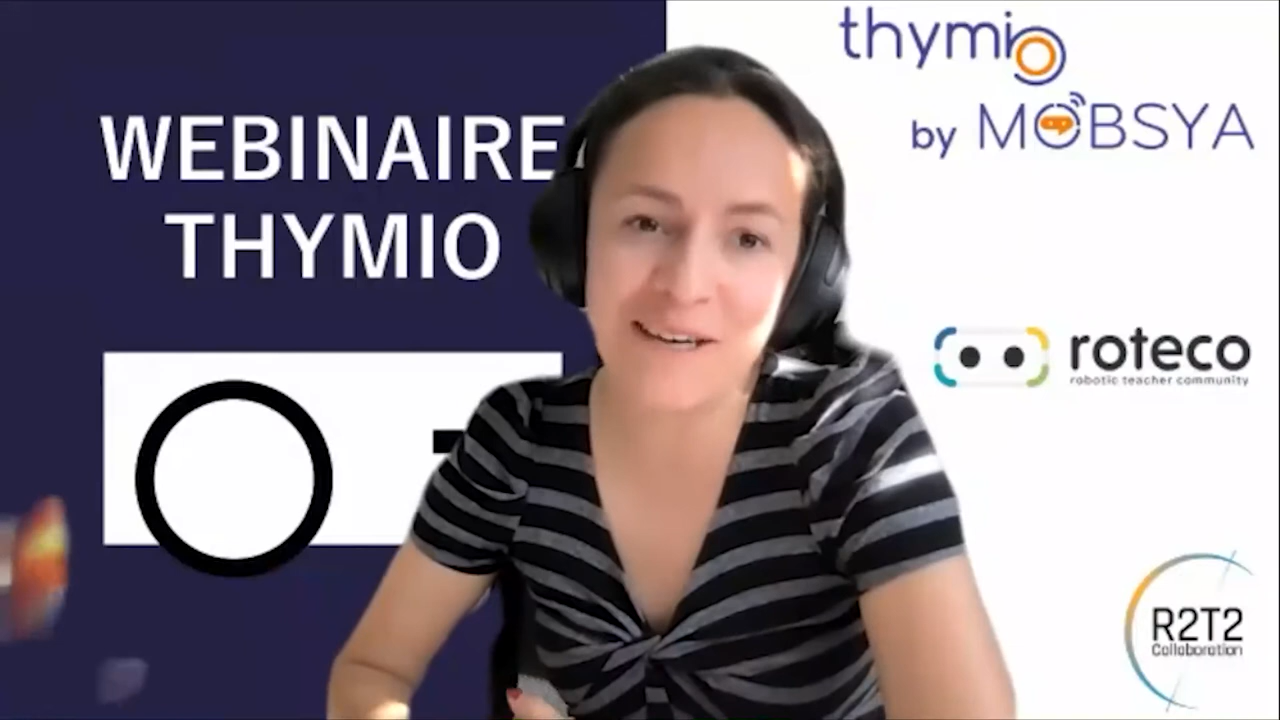 WEBINAIRE
THYMIO
thymio
by MOBSYA
roteco
robotic teacher community
R2T2
Collaboration